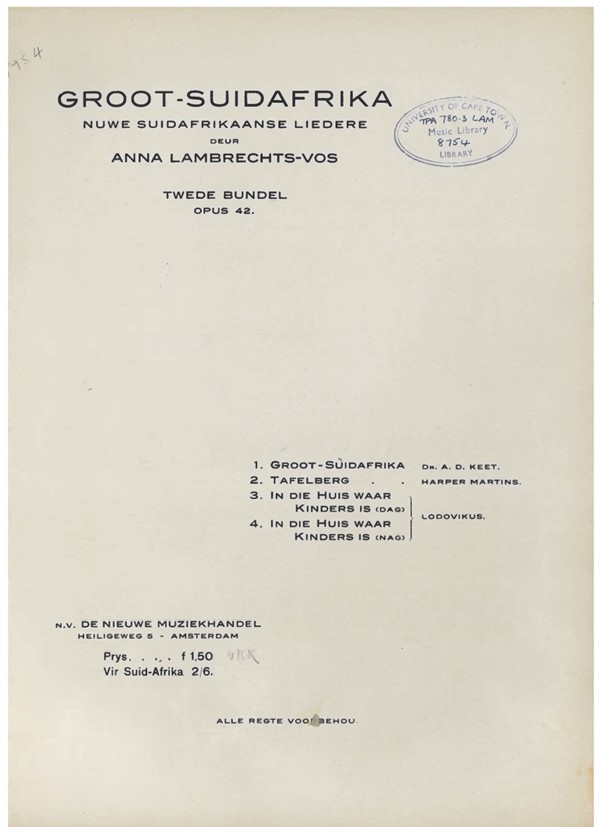 1954
GROOT-SUIDAFRIKA
NUWE SUIDAFRIKAANSE LIEDERE
DEUR
ANNA LAMBRECHTS-VOS
TWEDE BUNDEL
OPUS 42.
UNIVERSITY OF CAPE TOWN
TPA 780.3 LAM
Music Library
8754
LIBRARY
1. GROOT-SUIDAFRIKA DR. A. D. KEET.
2. TAFELBERG . . HARPER MARTINS.
3. IN DIE HUIS WAAR
KINDERS IS (DAG)
LODOVIKUS.
4. IN DIE HUIS WAAR
KINDERS IS (NAG)
N.V. DE NIEUWE MUZIEKHANDEL
HEILIGEWEG 5 - AMSTERDAM
Prys. . . . . f 1,50
Vir Suid-Afrika 2/6.
ALLE REGTE VOORBEHOU.